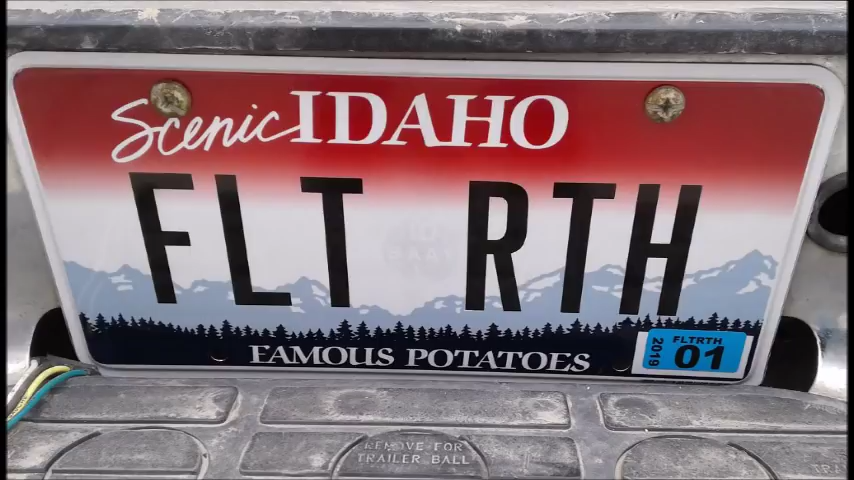 Scenic IDAHO
FLT RTH
FAMOUS POTATOES
2019 FLTRTH 01
REMOVE FOR
TRAILER BALL